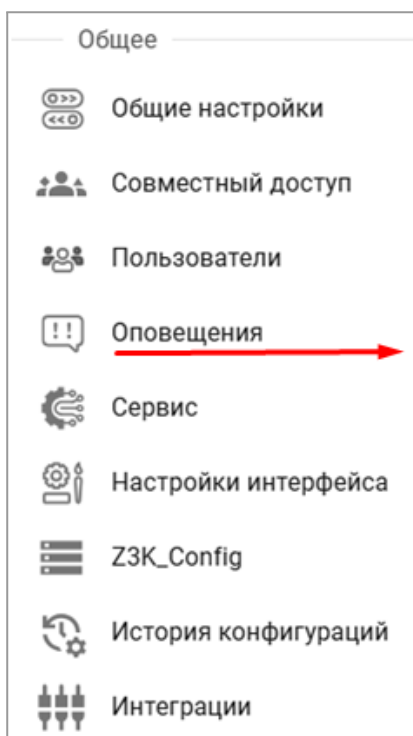 Общее
Общие настройки
Совместный доступ
Пользователи
Оповещения
Сервис
Настройки интерфейса
Z3K_Config
История конфигураций
Интеграции